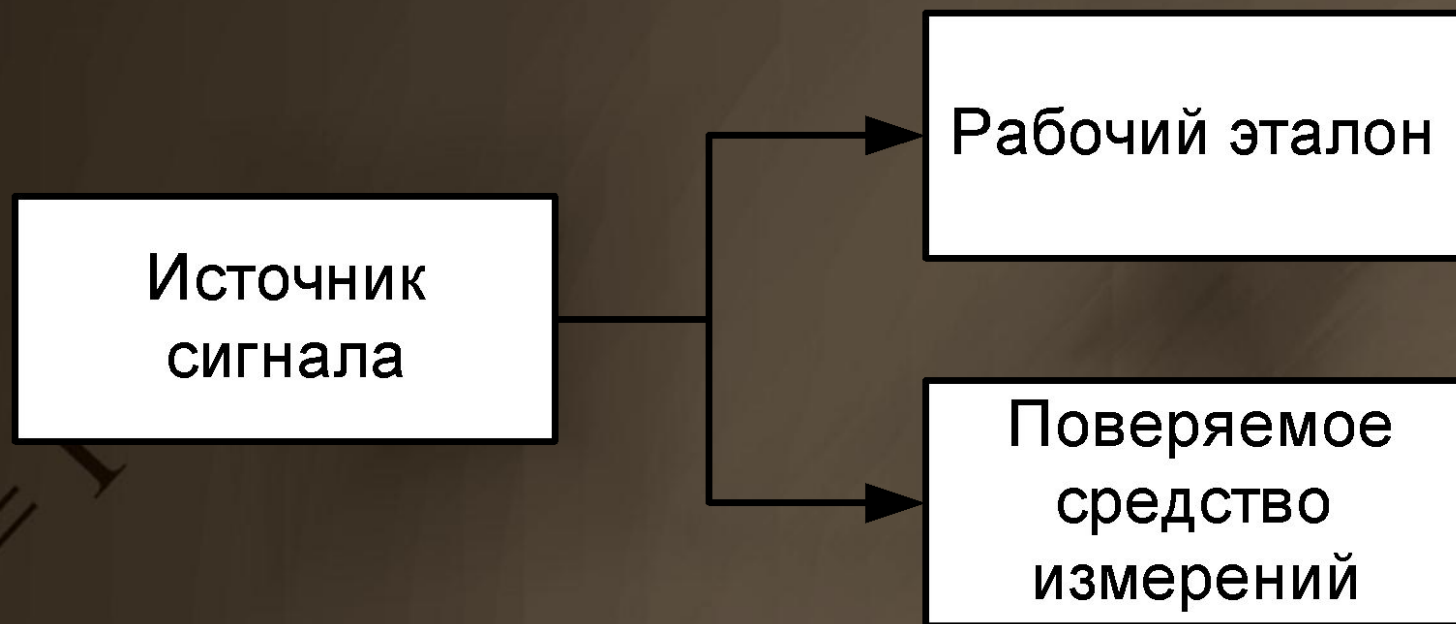 Рабочий эталон
Источник
сигнала
Поверяемое
средство
измерений